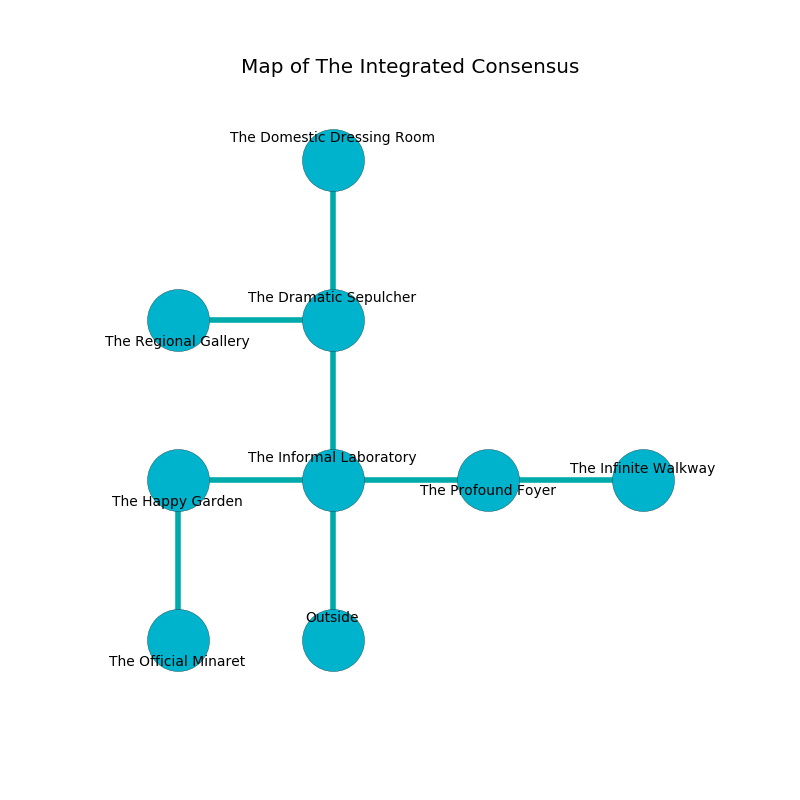 Map of The Integrated Consensus
The Domestic Dressing Room
The Dramatic Sepulcher
The Regional Gallery
The Informal Laboratory
The Infinite Walkway
The Profound Foyer
The Happy Garden
Outside
The Official Minaret